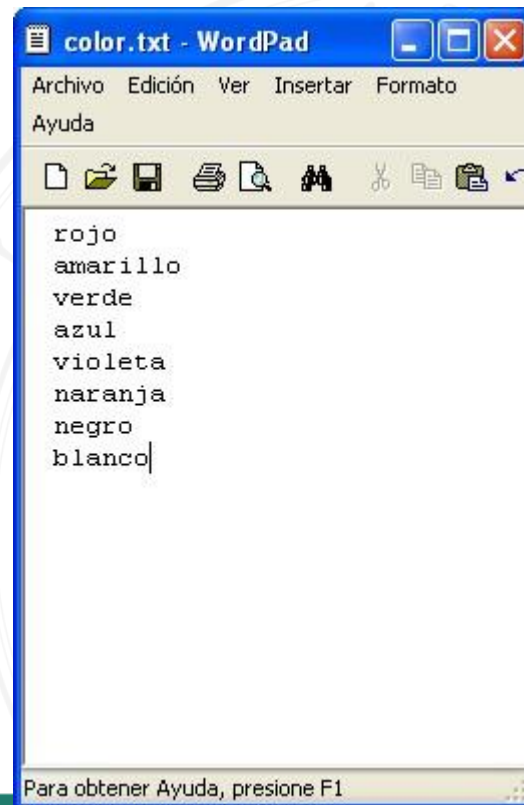 color.txt - WordPad
Archivo Edición Ver Insertar Formato
Ayuda
rojo
amarillo
verde
azul
violeta
naranja
negro
blanco
Para obtener Ayuda, presione F1